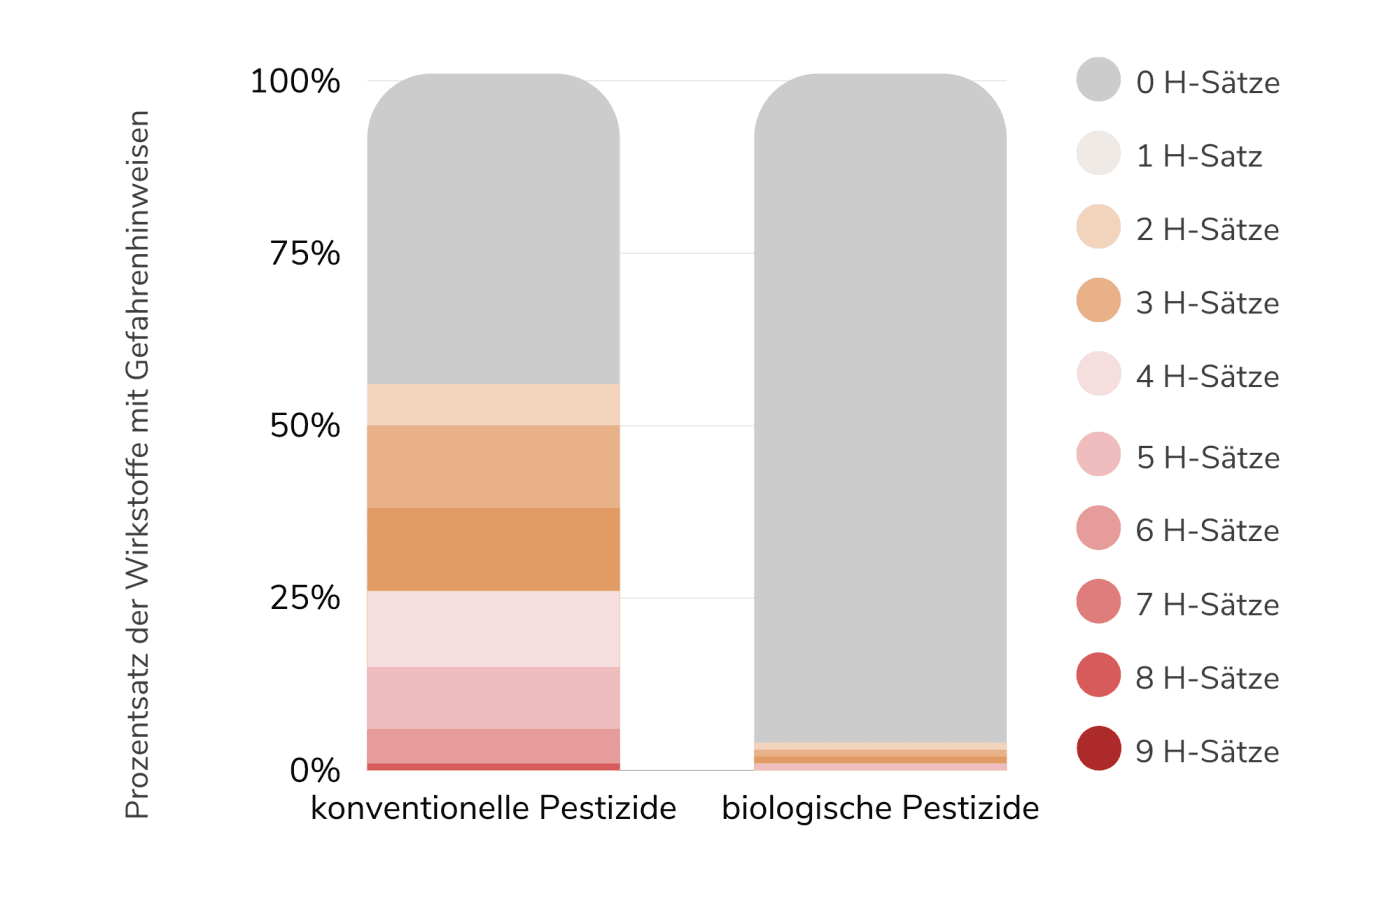 Prozentsatz der Wirkstoffe mit Gefahrenhinweisen
100%
75%
50%
25%
0%
konventionelle Pestizide
biologische Pestizide
0 H-Sätze
1 H-Satz
2 H-Sätze
3 H-Sätze
4 H-Sätze
5 H-Sätze
6 H-Sätze
7 H-Sätze
8 H-Sätze
9 H-Sätze